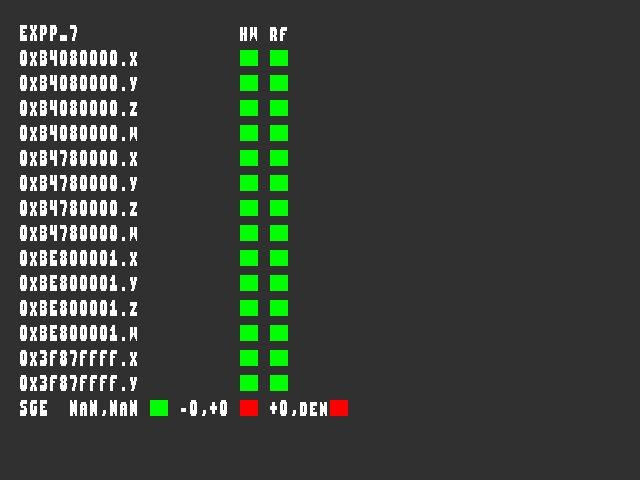 EXPP_7 HW RF
0xB4080000.x
0xB4080000.y
0xB4080000.z
0xB4080000.w
0xB4780000.x
0xB4780000.y
0xB4780000.z
0xB4780000.w
0xBE800001.x
0xBE800001.y
0xBE800001.z
0xBE800001.w
0x3F87FFFF.x
0x3F87FFFF.y
SGE NAN,NAN -0,+0 +0,DEN